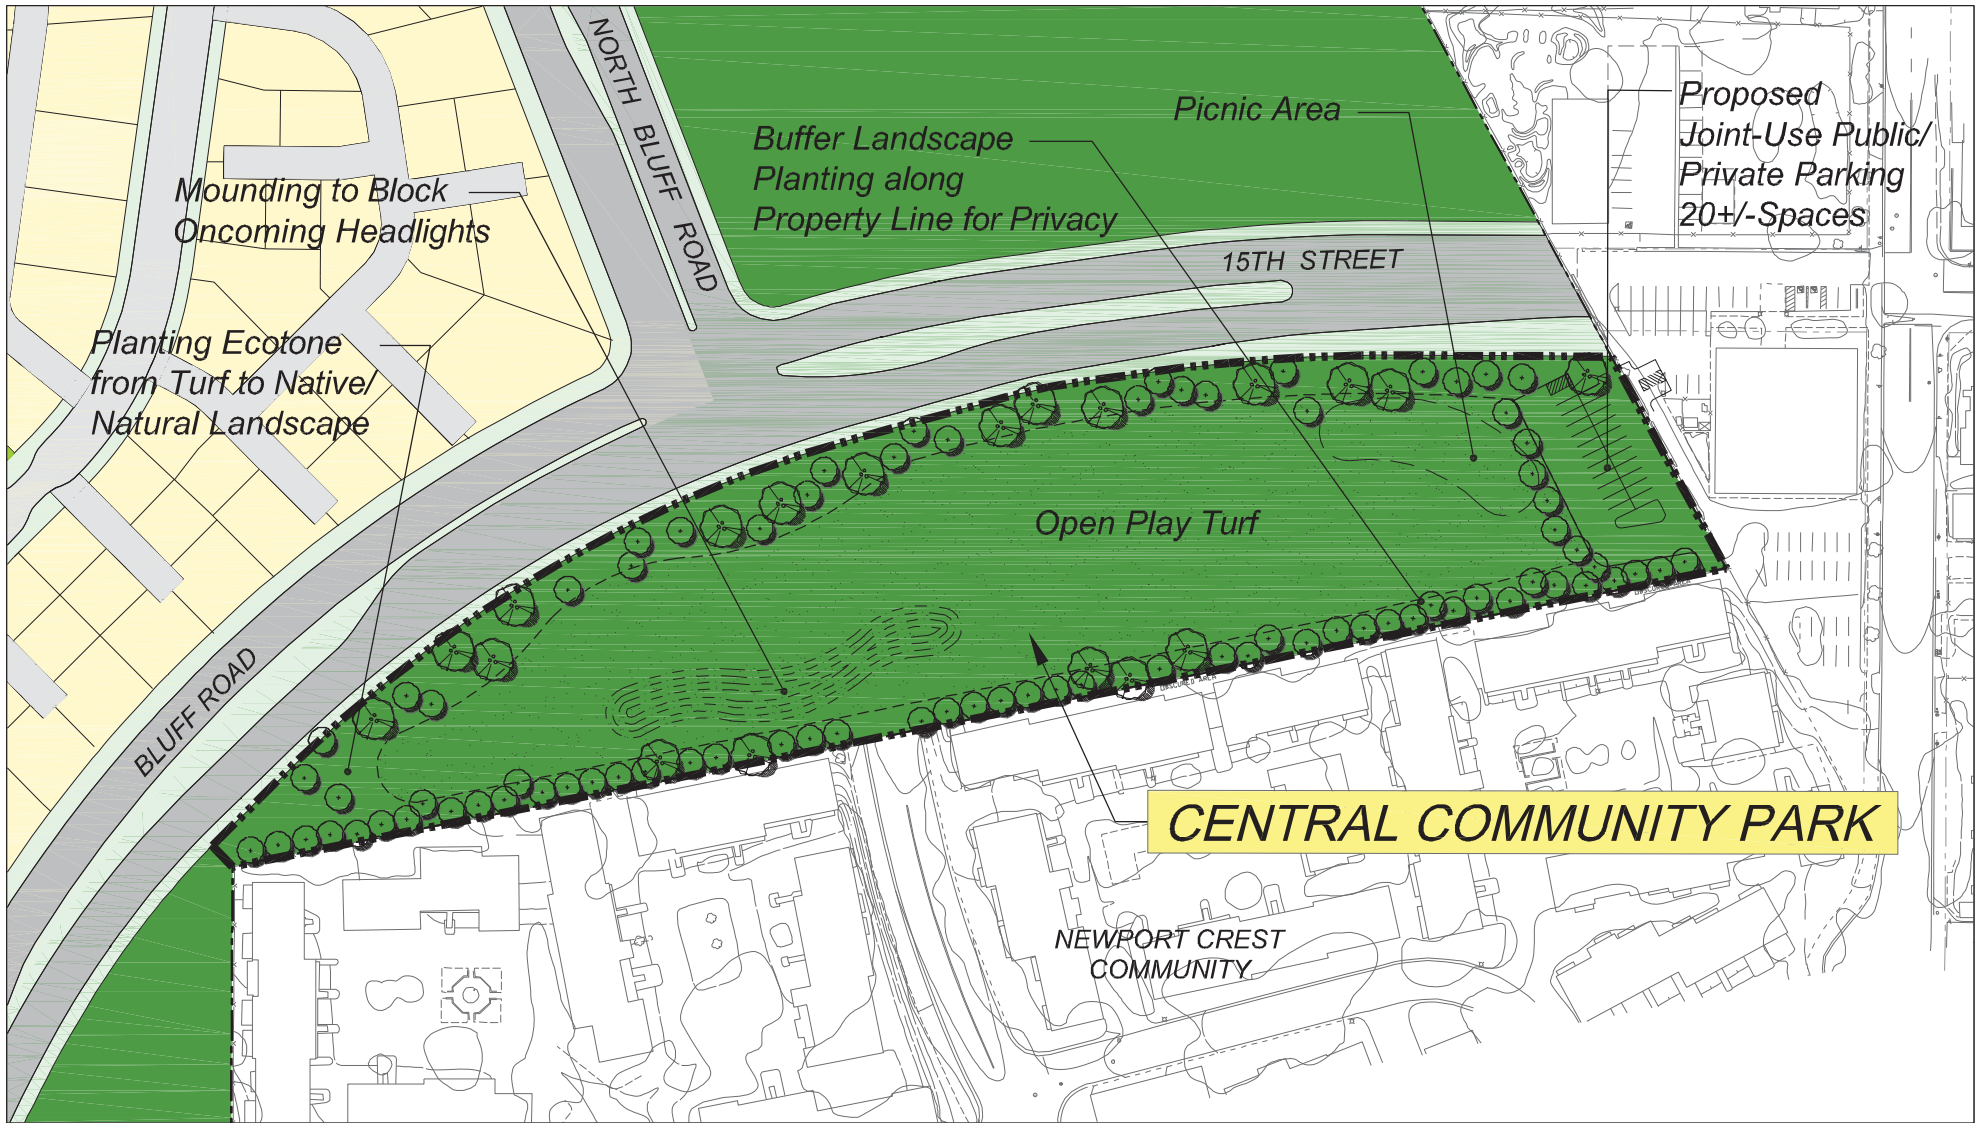 NORTH BLUFF ROAD
Picnic Area
Proposed
Joint-Use Public/
Private Parking
20+/-Spaces
Buffer Landscape
Planting along
Property Line for Privacy
Mounding to Block
Oncoming Headlights
15TH STREET
Planting Ecotone
from Turf to Native/
Natural Landscape
Open Play Turf
BLUFF ROAD
CENTRAL COMMUNITY PARK
NEWPORT CREST
COMMUNITY